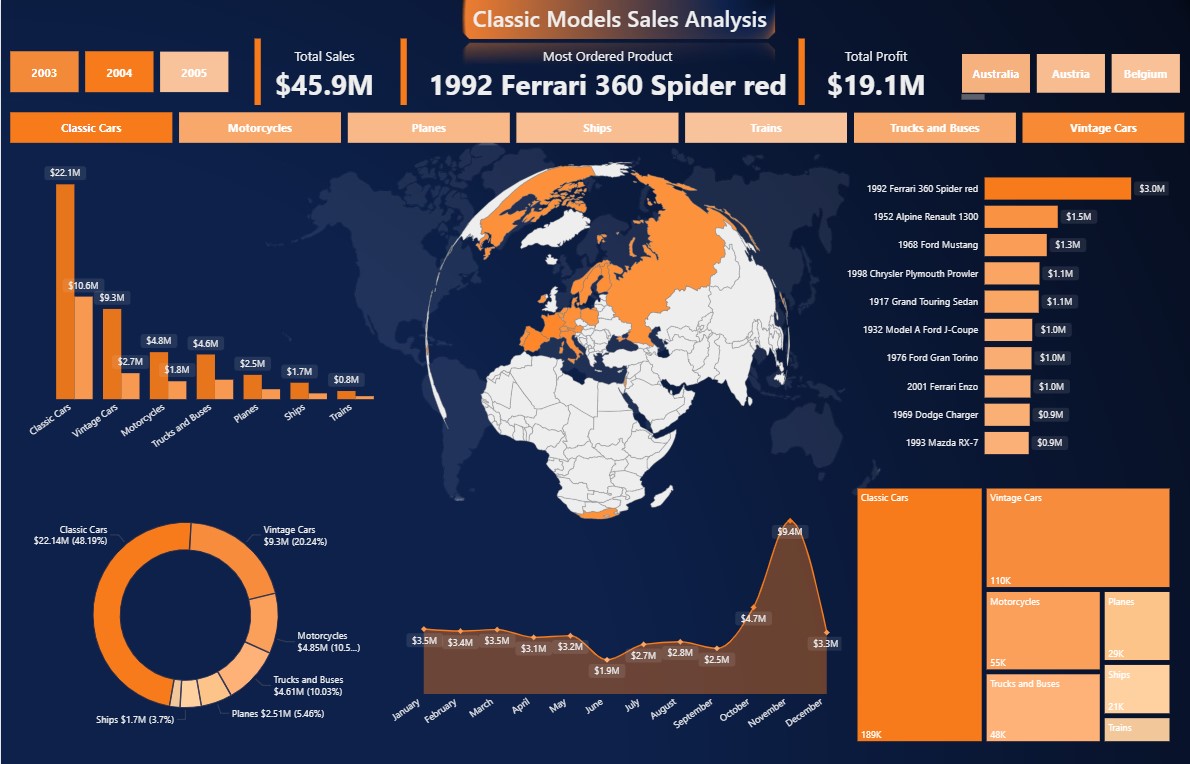 Classic Models Sales Analysis
2003
2004
2005
Total Sales
$45.9M
Most Ordered Product
1992 Ferrari 360 Spider red
Total Profit
$19.1M
Australia
Austria
Belgium
Classic Cars
Motorcycles
Planes
Ships
Trains
Trucks and Buses
Vintage Cars
$22.1M
$10.6M
$9.3M
$2.7M
$4.8M
$1.8M
$4.6M
$2.5M
$1.7M
$0.8M
Classic Cars
Vintage Cars
Motorcycles
Trucks and Buses
Planes
Ships
Trains
1992 Ferrari 360 Spider red $3.0M
1952 Alpine Renault 1300 $1.5M
1968 Ford Mustang $1.3M
1998 Chrysler Plymouth Prowler $1.1M
1917 Grand Touring Sedan $1.1M
1932 Model A Ford J-Coupe $1.0M
1976 Ford Gran Torino $1.0M
2001 Ferrari Enzo $1.0M
1969 Dodge Charger $0.9M
1993 Mazda RX-7 $0.9M
Classic Cars
$22.14M (48.19%)
Vintage Cars
$9.3M (20.24%)
Motorcycles
$4.85M (10.5...)
Trucks and Buses
$4.61M (10.03%)
Planes $2.51M (5.46%)
Ships $1.7M (3.7%)
$3.5M
$3.4M
$3.5M
$3.1M
$3.2M
$1.9M
$2.7M
$2.8M
$2.5M
$4.7M
$9.4M
$3.3M
January
February
March
April
May
June
July
August
September
October
November
December
Classic Cars
189K
Vintage Cars
110K
Motorcycles
55K
Trucks and Buses
48K
Planes
29K
Ships
21K
Trains